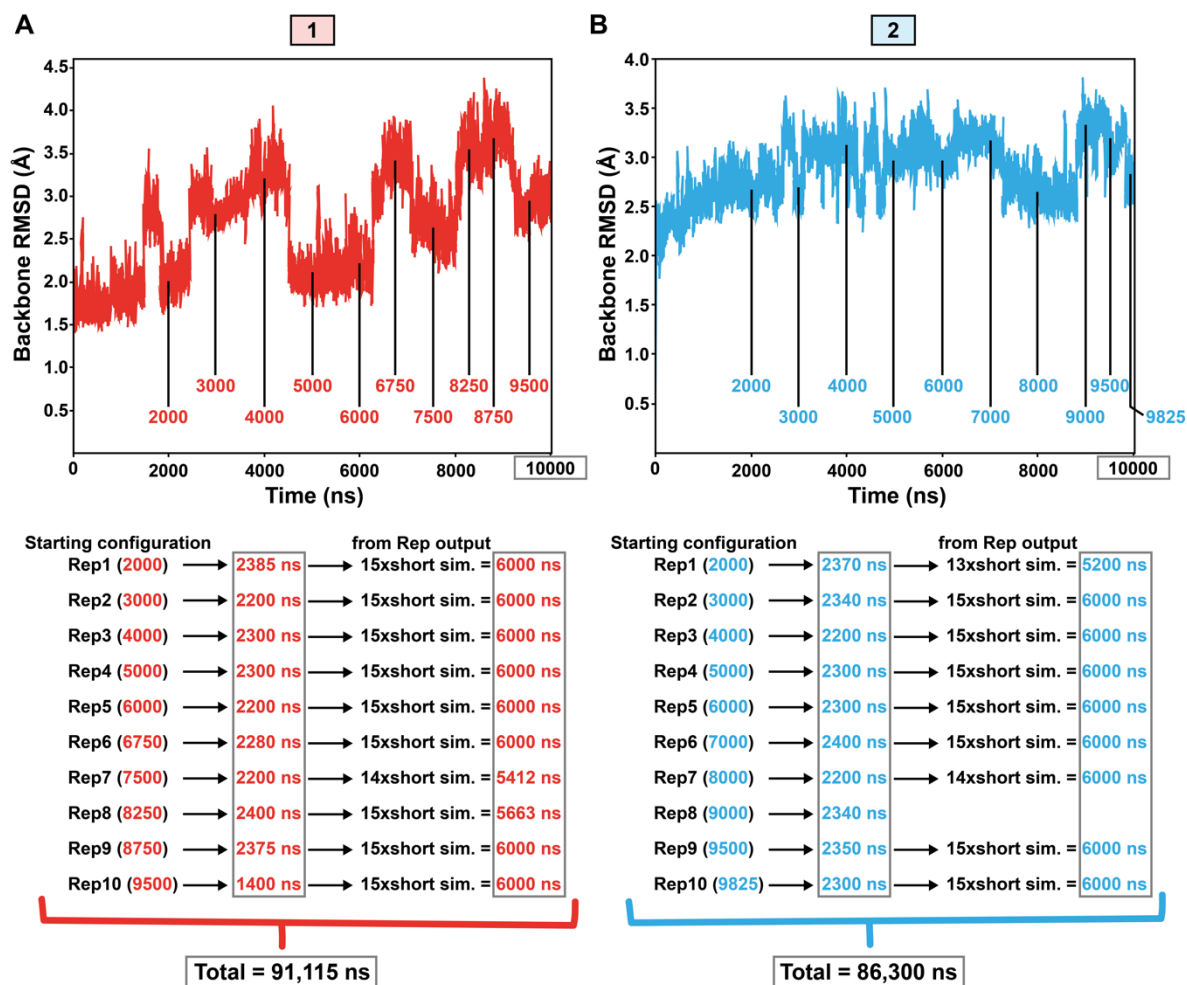 A
1
Backbone RMSD (Å)
4.5
4.0
3.5
3.0
2.5
2.0
1.5
1.0
0.5
2000
3000
4000
5000
6000
6750
7500
8250
8750
9500
0
2000
4000
6000
8000
10000
Time (ns)
Starting configuration from Rep output
Rep1 (2000) 2385 ns 15xshort sim. = 6000 ns
Rep2 (3000) 2200 ns 15xshort sim. = 6000 ns
Rep3 (4000) 2300 ns 15xshort sim. = 6000 ns
Rep4 (5000) 2300 ns 15xshort sim. = 6000 ns
Rep5 (6000) 2200 ns 15xshort sim. = 6000 ns
Rep6 (6750) 2280 ns 15xshort sim. = 6000 ns
Rep7 (7500) 2200 ns 14xshort sim. = 5412 ns
Rep8 (8250) 2400 ns 15xshort sim. = 5663 ns
Rep9 (8750) 2375 ns 15xshort sim. = 6000 ns
Rep10 (9500) 1400 ns 15xshort sim. = 6000 ns
Total = 91,115 ns
B
2
Backbone RMSD (Å)
4.0
3.5
3.0
2.5
2.0
1.5
1.0
0.5
2000
3000
4000
5000
6000
7000
8000
9000
9500
9825
0
2000
4000
6000
8000
10000
Time (ns)
Starting configuration from Rep output
Rep1 (2000) 2370 ns 13xshort sim. = 5200 ns
Rep2 (3000) 2340 ns 15xshort sim. = 6000 ns
Rep3 (4000) 2200 ns 15xshort sim. = 6000 ns
Rep4 (5000) 2300 ns 15xshort sim. = 6000 ns
Rep5 (6000) 2300 ns 15xshort sim. = 6000 ns
Rep6 (7000) 2400 ns 15xshort sim. = 6000 ns
Rep7 (8000) 2200 ns 14xshort sim. = 6000 ns
Rep8 (9000) 2340 ns
Rep9 (9500) 2350 ns 15xshort sim. = 6000 ns
Rep10 (9825) 2300 ns 15xshort sim. = 6000 ns
Total = 86,300 ns